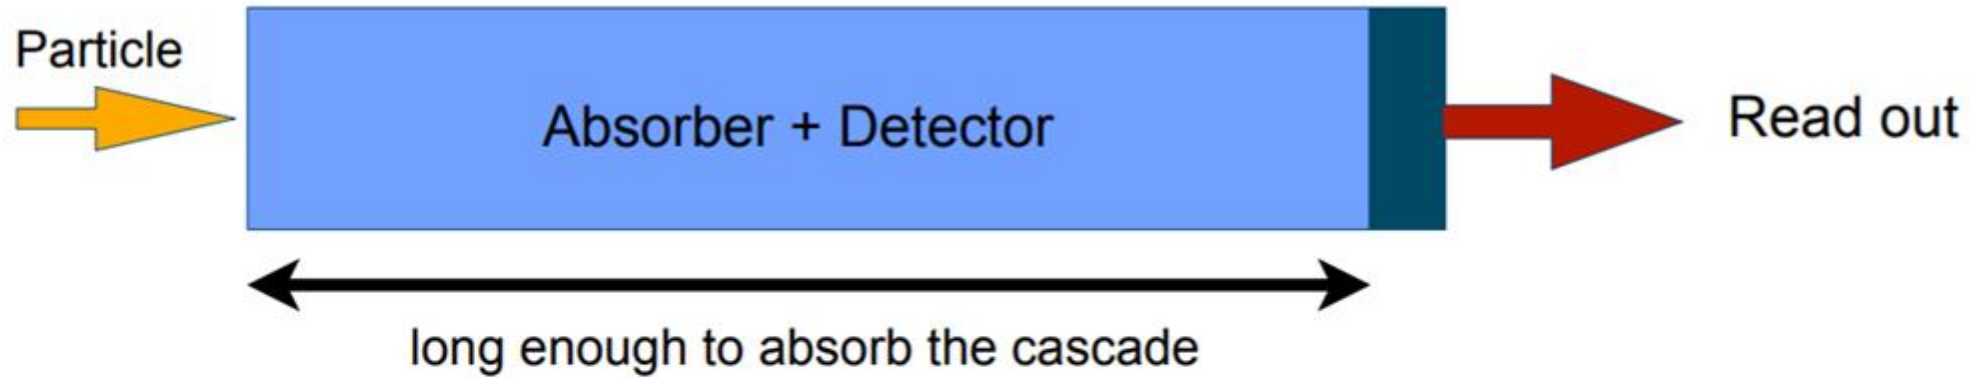 Particle
Absorber + Detector
Read out
long enough to absorb the cascade